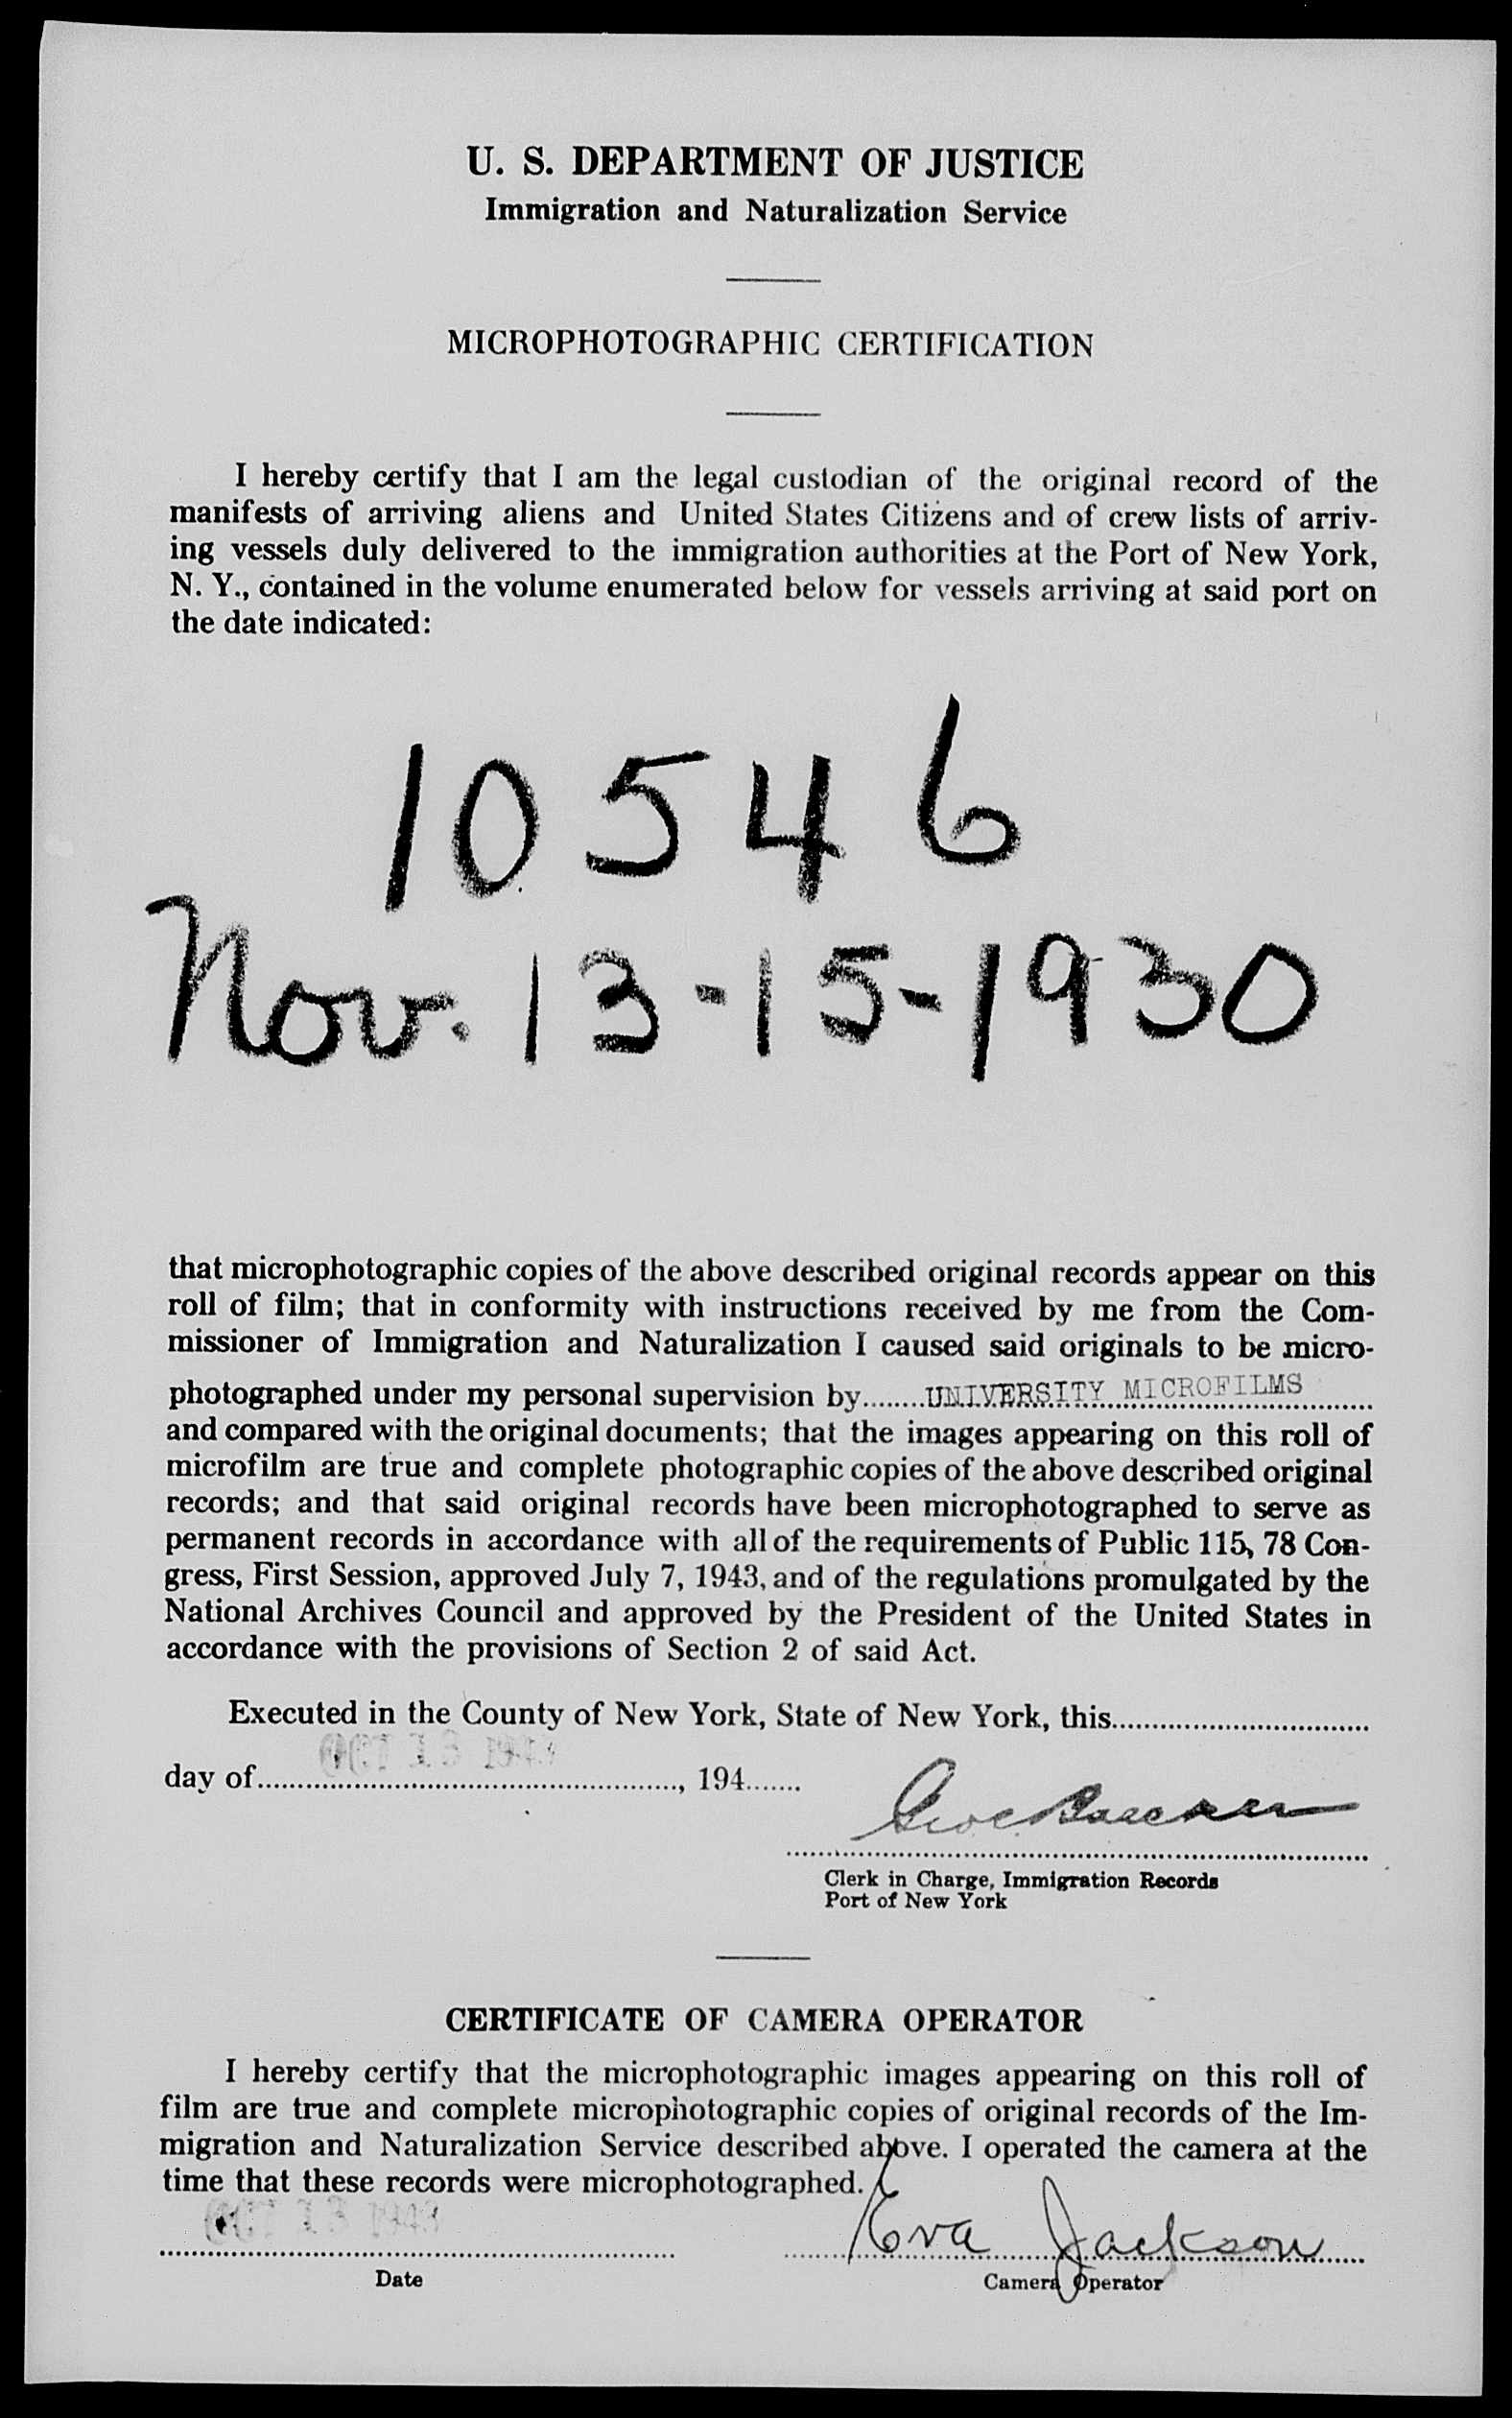 U. S. DEPARTMENT OF JUSTICE
Immigration and Naturalization Service
MICROPHOTOGRAPHIC CERTIFICATION
I hereby certify that I am the legal custodian of the original record of the
manifests of arriving aliens and United States Citizens and of crew lists of arriv-
ing vessels duly delivered to the immigration authorities at the Port of New York,
N. Y., contained in the volume enumerated below for vessels arriving at said port on
the date indicated:
10546
Nov. 13-15-1930
that microphotographic copies of the above described original records appear on this
roll of film; that in conformity with instructions received by me from the Com-
missioner of Immigration and Naturalization I caused said originals to be micro-
photographed under my personal supervision by........UNIVERSITY MICROFILMS
and compared with the original documents; that the images appearing on this roll of
microfilm are true and complete photographic copies of the above described original
records; and that said original records have been microphotographed to serve as
permanent records in accordance with all of the requirements of Public 115, 78 Con-
gress, First Session, approved July 7, 1943, and of the regulations promulgated by the
National Archives Council and approved by the President of the United States in
accordance with the provisions of Section 2 of said Act.
Executed in the County of New York, State of New York, this
day of , 194
Clerk in Charge, Immigration Records
Port of New York
CERTIFICATE OF CAMERA OPERATOR
I hereby certify that the microphotographic images appearing on this roll of
film are true and complete microphotographic copies of original records of the Im-
migration and Naturalization Service described above. I operated the camera at the
time that these records were microphotographed.
Eva Jackson
Date
Camera Operator